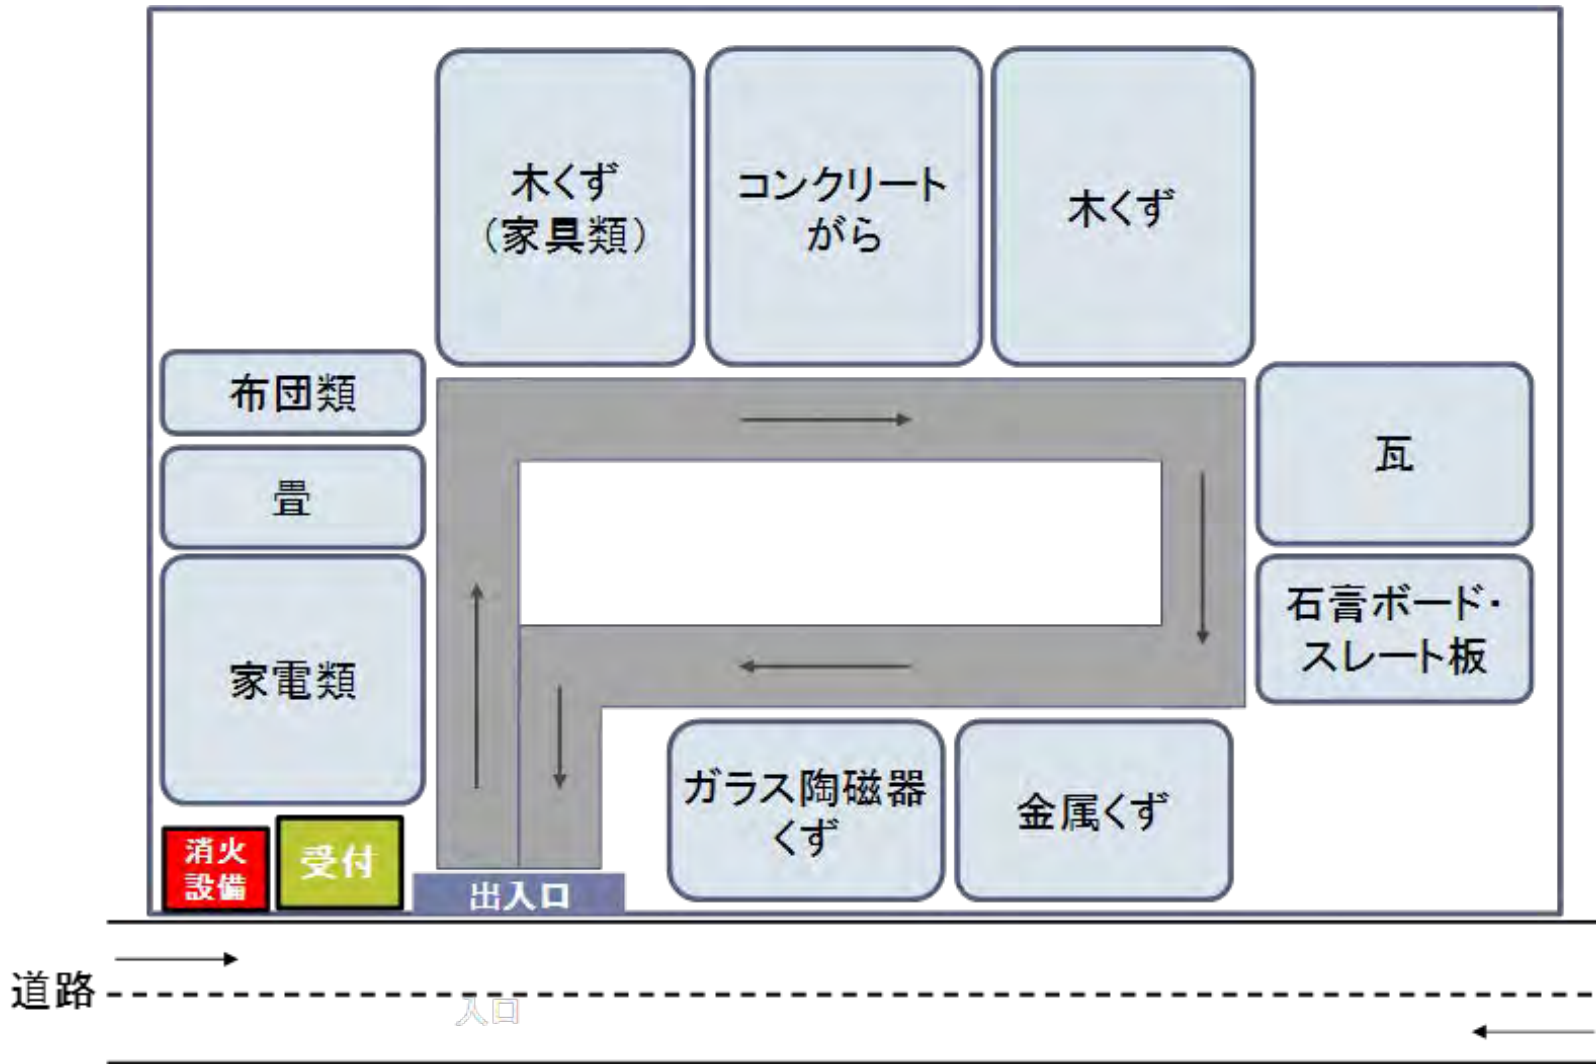 木くず
（家具類）
コンクリート
がら
木くず
布団類
畳
家電類
瓦
石膏ボード・
スレート板
ガラス陶磁器
くず
金属くず
消火
設備
受付
出入口
道路
入口